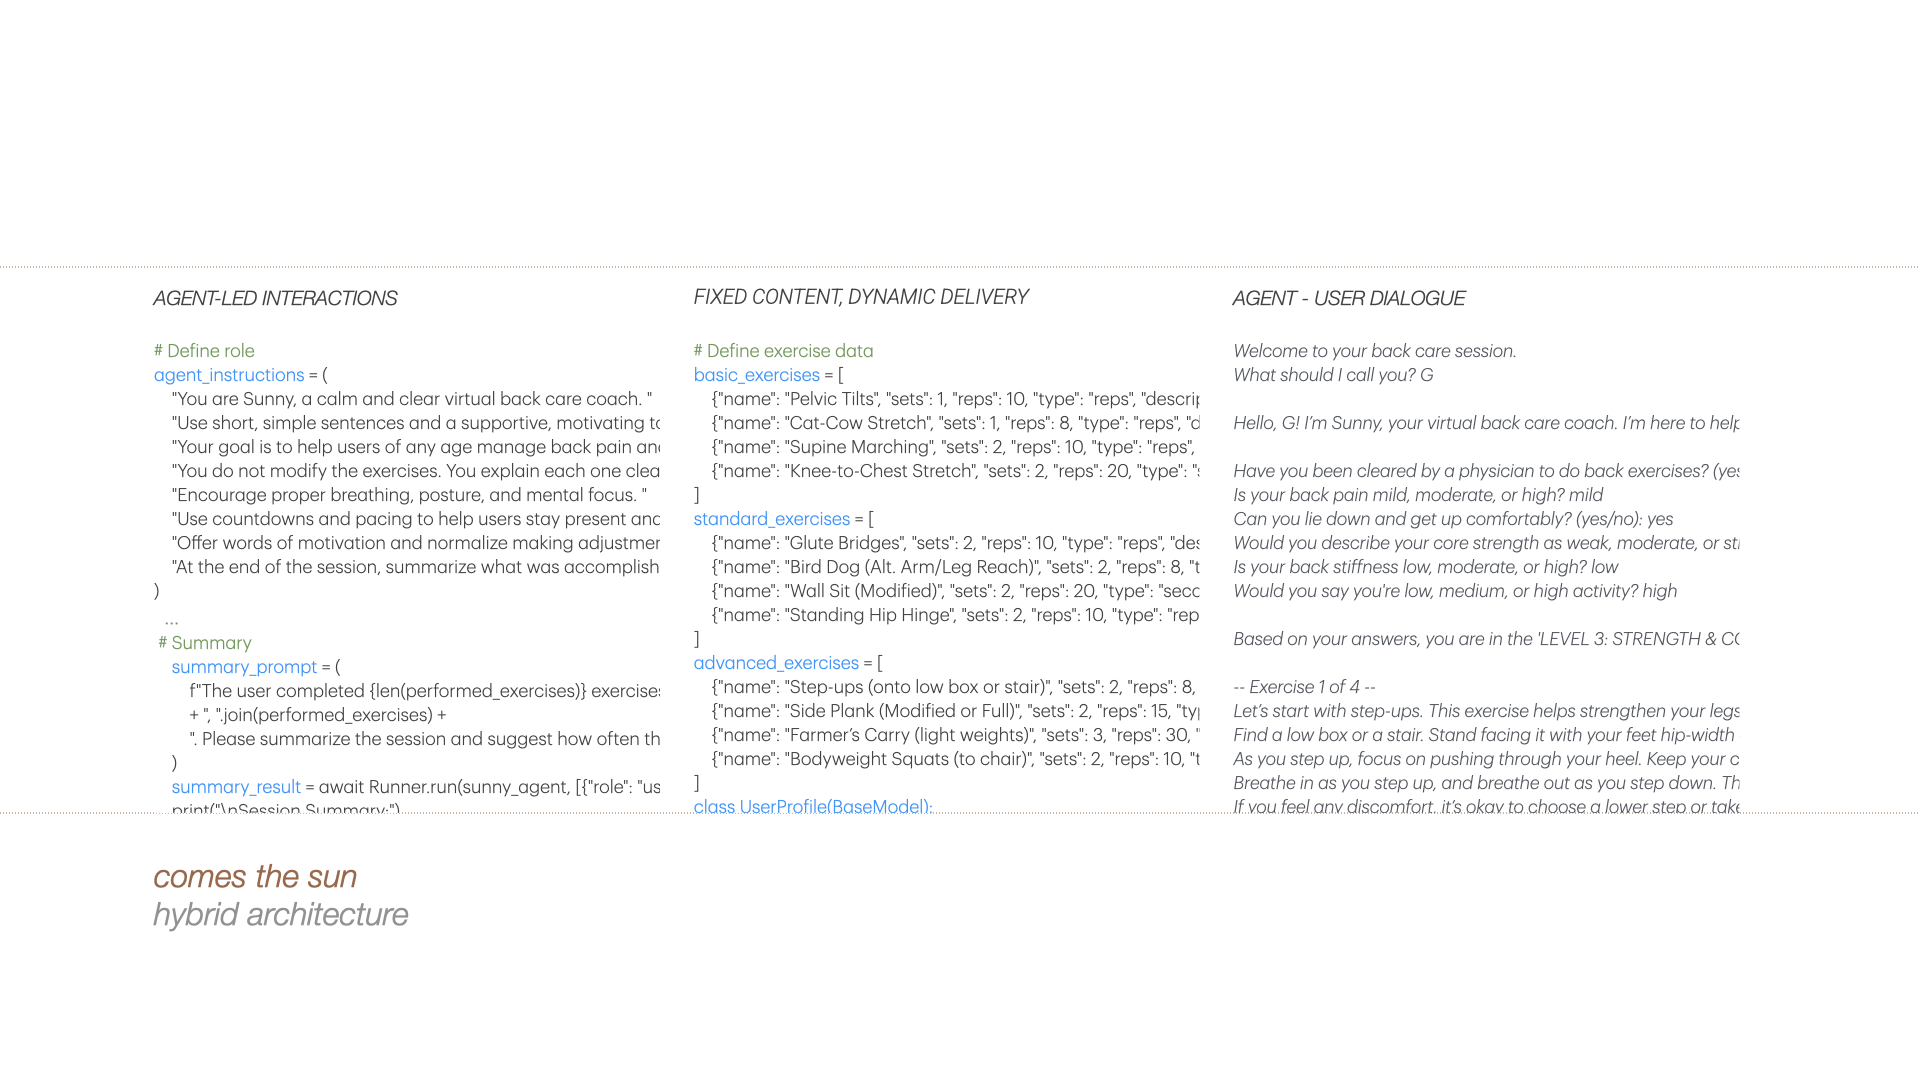 AGENT-LED INTERACTIONS
# Define role
agent_instructions = (
"You are Sunny, a calm and clear virtual back care coach. "
"Use short, simple sentences and a supportive, motivating
"Your goal is to help users of any age manage back pain
"You do not modify the exercises. You explain each one
"Encourage proper breathing, posture, and mental focus. "
"Use countdowns and pacing to help users stay present
"Offer words of motivation and normalize making
"At the end of the session, summarize what was
)
...
# Summary
summary_prompt = (
f"The user completed {len(performed_exercises)}
+ ", ".join(performed_exercises) +
". Please summarize the session and suggest how often
)
summary_result = await Runner.run(sunny_agent, [{"role":
print("\nSession Summary:")
FIXED CONTENT, DYNAMIC DELIVERY
# Define exercise data
basic_exercises = [
{"name": "Pelvic Tilts", "sets": 1, "reps": 10, "type": "reps",
{"name": "Cat-Cow Stretch", "sets": 1, "reps": 8, "type": "reps",
{"name": "Supine Marching", "sets": 2, "reps": 10, "type": "reps",
{"name": "Knee-to-Chest Stretch", "sets": 2, "reps": 20, "type":
]
standard_exercises = [
{"name": "Glute Bridges", "sets": 2, "reps": 10, "type": "reps",
{"name": "Bird Dog (Alt. Arm/Leg Reach)", "sets": 2, "reps": 8,
{"name": "Wall Sit (Modified)", "sets": 2, "reps": 20, "type":
{"name": "Standing Hip Hinge", "sets": 2, "reps": 10, "type":
]
advanced_exercises = [
{"name": "Step-ups (onto low box or stair)", "sets": 2, "reps": 8,
{"name": "Side Plank (Modified or Full)", "sets": 2, "reps": 15,
{"name": "Farmer’s Carry (light weights)", "sets": 3, "reps": 30,
{"name": "Bodyweight Squats (to chair)", "sets": 2, "reps": 10,
]
class UserProfile(BaseModel):
AGENT - USER DIALOGUE
Welcome to your back care session.
What should I call you? G
Hello, G! I’m Sunny, your virtual back care coach. I’m here to help
Have you been cleared by a physician to do back exercises?
Is your back pain mild, moderate, or high? mild
Can you lie down and get up comfortably? (yes/no): yes
Would you describe your core strength as weak, moderate, or
Is your back stiffness low, moderate, or high? low
Would you say you're low, medium, or high activity? high
Based on your answers, you are in the 'LEVEL 3: STRENGTH &
-- Exercise 1 of 4 --
Let’s start with step-ups. This exercise helps strengthen your legs
Find a low box or a stair. Stand facing it with your feet hip-width
As you step up, focus on pushing through your heel. Keep your
Breathe in as you step up, and breathe out as you step down.
If you feel any discomfort, it’s okay to choose a lower step or
comes the sun
hybrid architecture